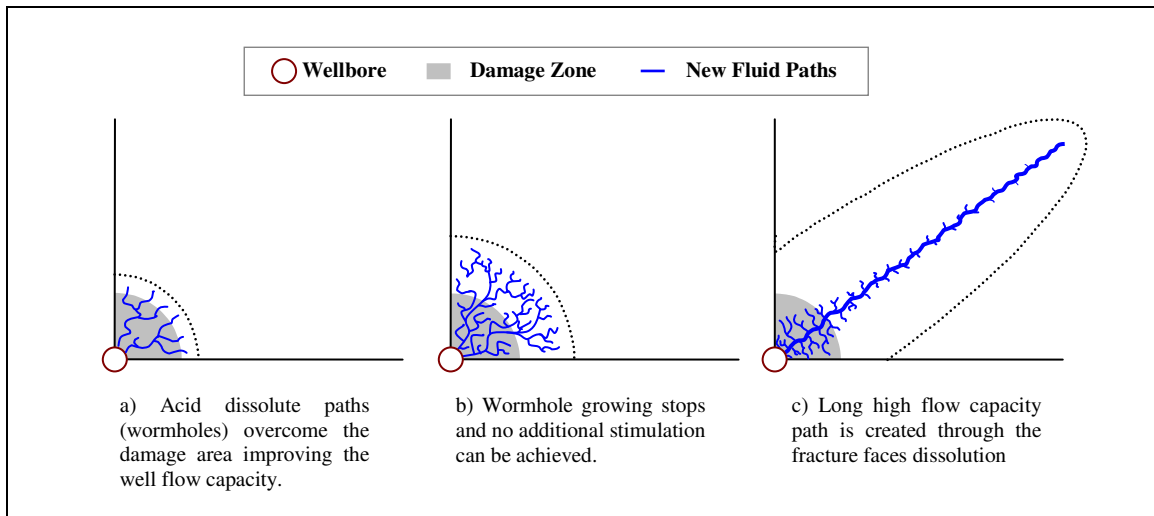 Wellbore Damage Zone New Fluid Paths
a) Acid dissolute paths
(wormholes) overcome the
damage area improving the
well flow capacity.
b) Wormhole growing stops
and no additional stimulation
can be achieved.
c) Long high flow capacity
path is created through the
fracture faces dissolution